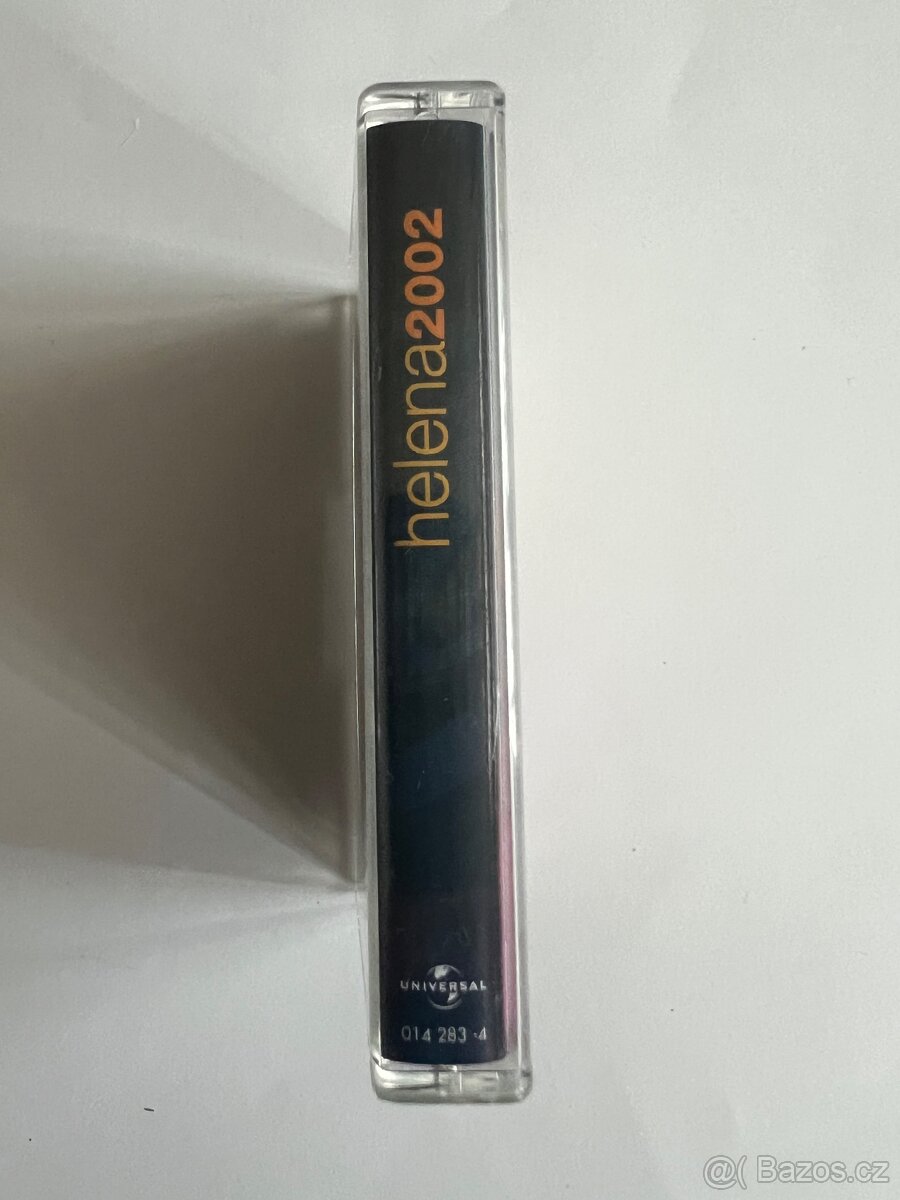 helena2002
UNIVERSAL
014 283-4
@( Bazos.cz